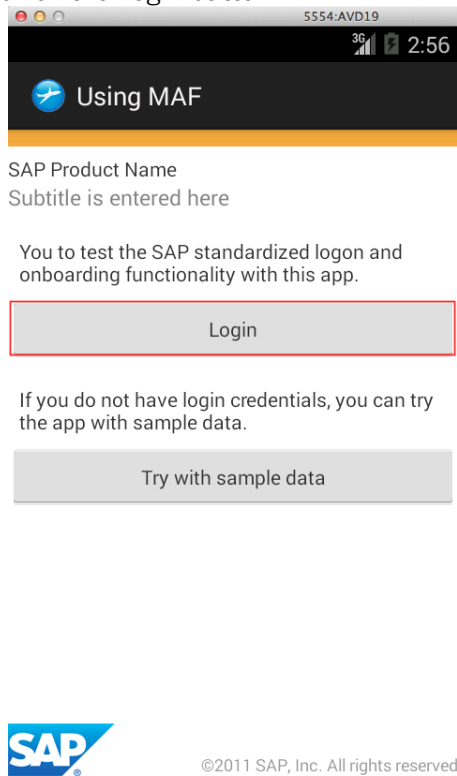 5554:AVD19
3G 2:56
Using MAF
SAP Product Name
Subtitle is entered here
You to test the SAP standardized logon and
onboarding functionality with this app.
Login
If you do not have login credentials, you can try
the app with sample data.
Try with sample data
SAP®
©2011 SAP, Inc. All rights reserved